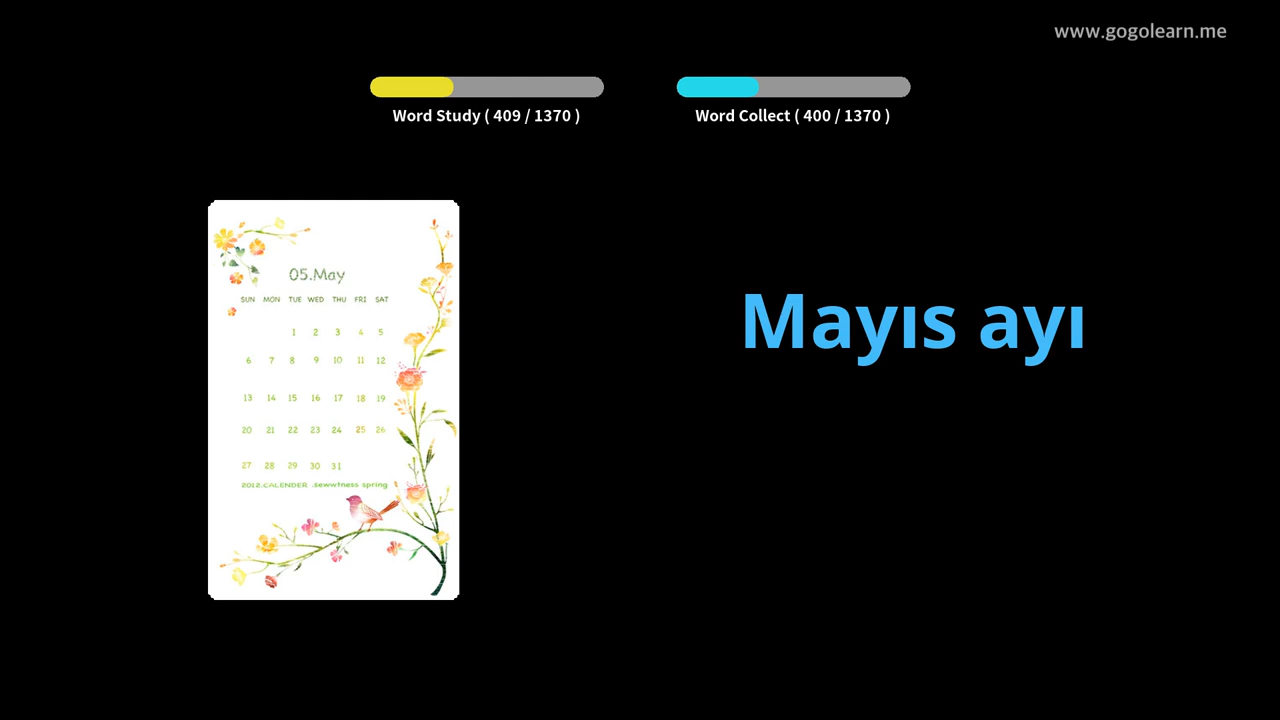 www.gogolearn.me
Word Study ( 409 / 1370 )
Word Collect ( 400 / 1370 )
05.May
SUN MON TUE WED THU FRI SAT
1 2 3 4 5
6 7 8 9 10 11 12
13 14 15 16 17 18 19
20 21 22 23 24 25 26
27 28 29 30 31
2012.CALENDER .sewwtness spring
Mayıs ayı